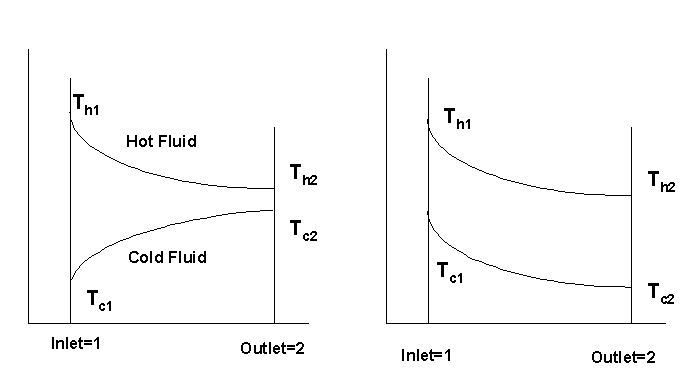 Th1
Hot Fluid
Th2
Tc2
Cold Fluid
Tc1
Inlet=1
Outlet=2
Th1
Th2
Tc1
Tc2
Inlet=1
Outlet=2